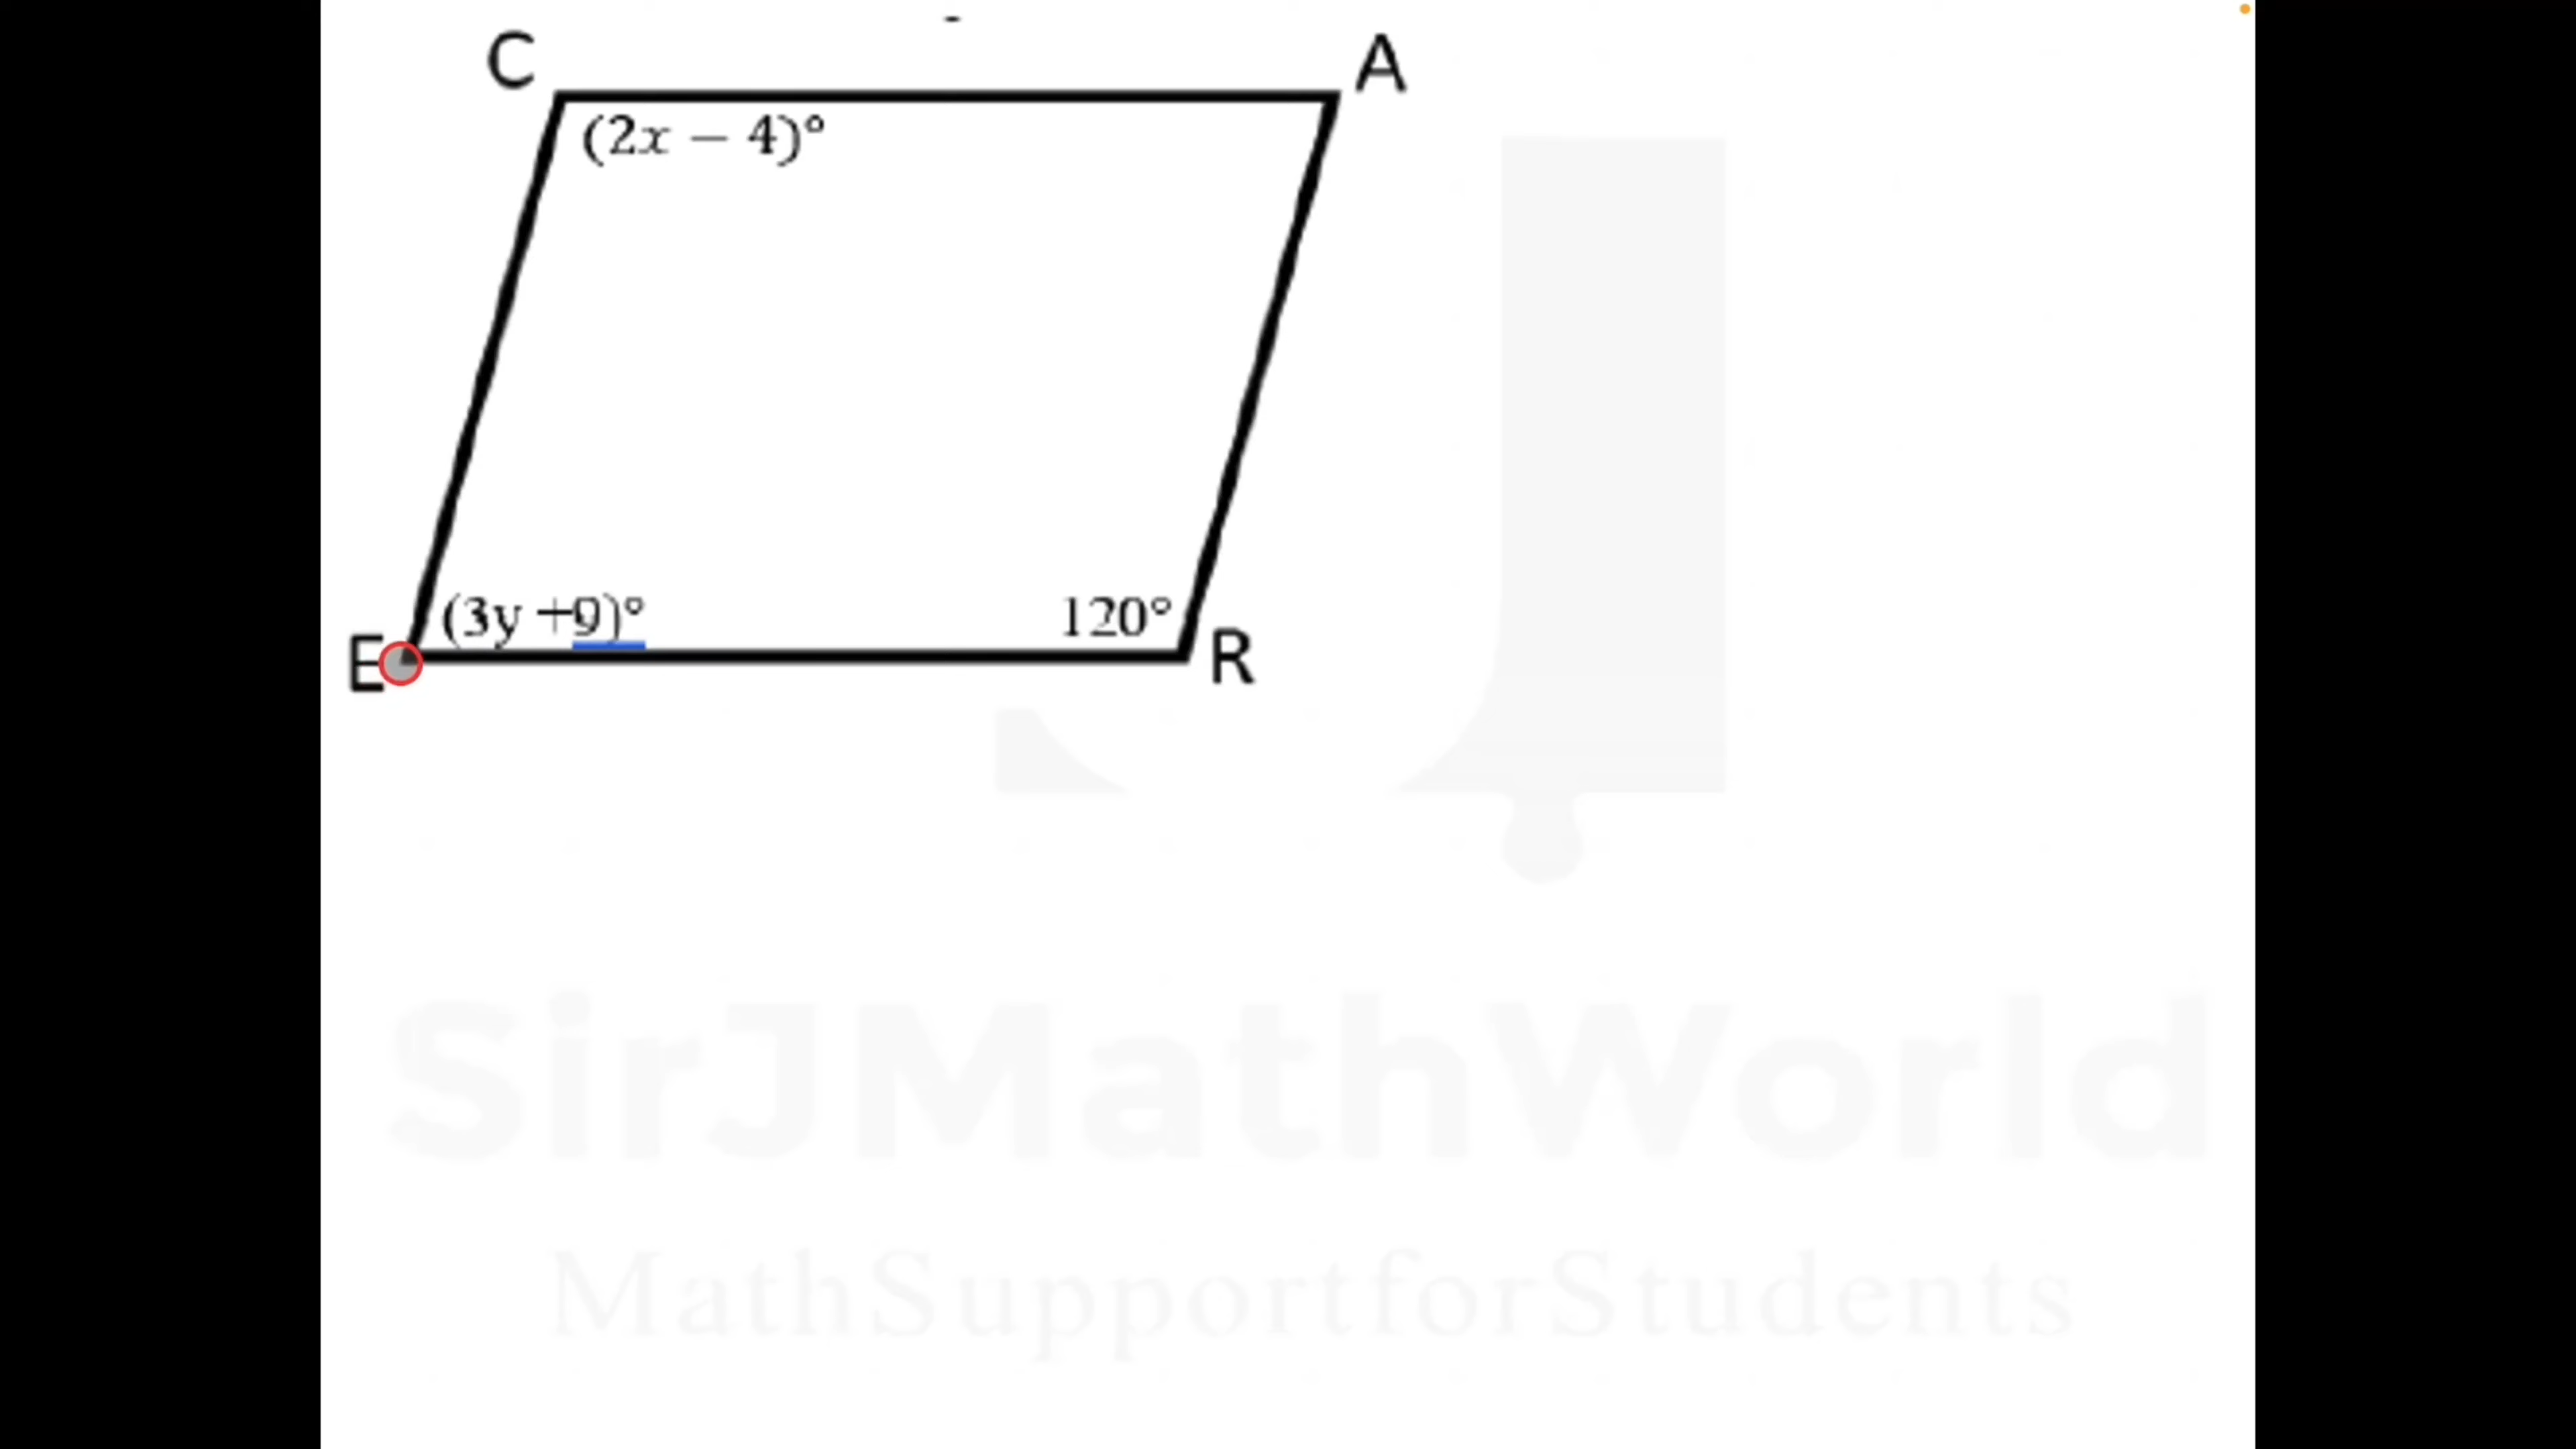 C
A
(2x − 4)°
(3y +9)°
120°
E
R
SirJMathWorld
MathSupportforStudents